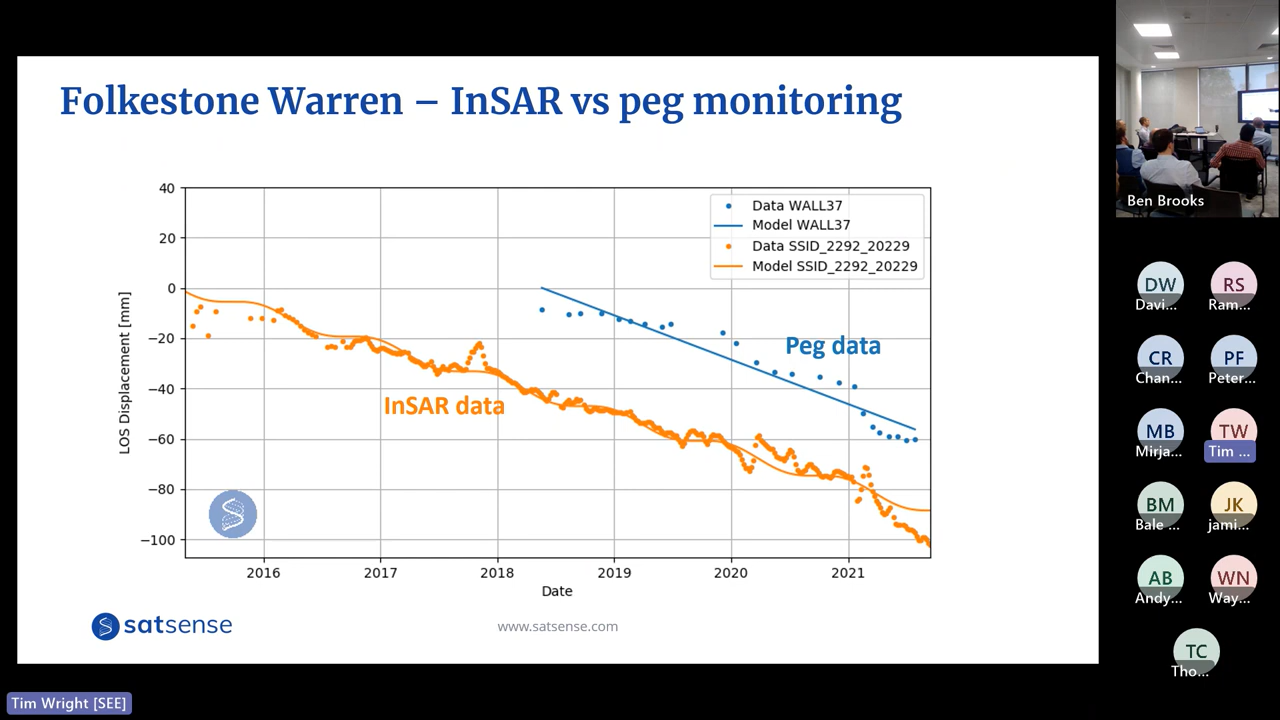 Folkestone Warren – InSAR vs peg monitoring
40
20
0
−20
−40
−60
−80
−100
LOS Displacement [mm]
Data WALL37
Model WALL37
Data SSID_2292_20229
Model SSID_2292_20229
Peg data
InSAR data
2016
2017
2018
2019
2020
2021
Date
satsense
www.satsense.com
Tim Wright [SEE]
Ben Brooks
DW
Davi...
RS
Ram...
CR
Chan...
PF
Peter...
MB
Mirja...
TW
Tim ...
BM
Bale ...
JK
jami...
AB
Andy...
WN
Way...
TC
Tho...